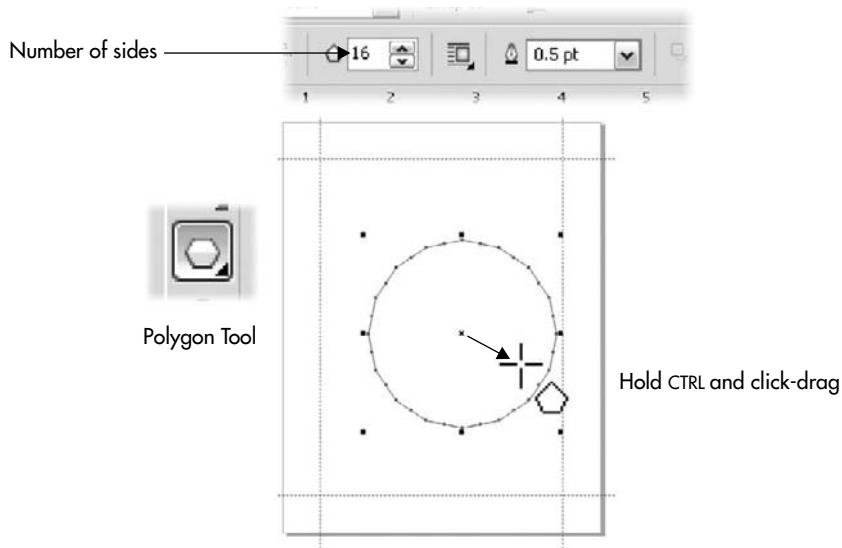 Number of sides
16
0.5 pt
1 2 3 4 5
Polygon Tool
Hold CTRL and click-drag